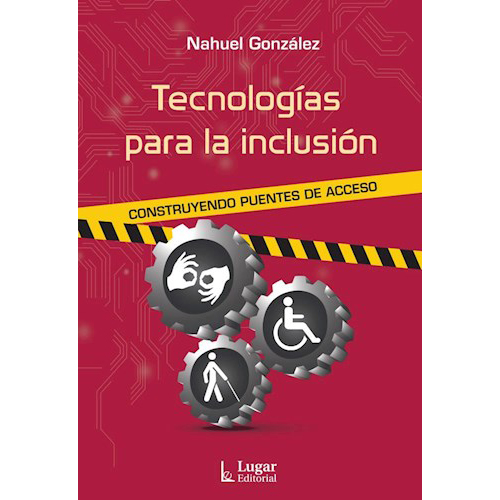 Nahuel González
Tecnologías
para la inclusión
CONSTRUYENDO PUENTES DE ACCESO
Lugar
Editorial